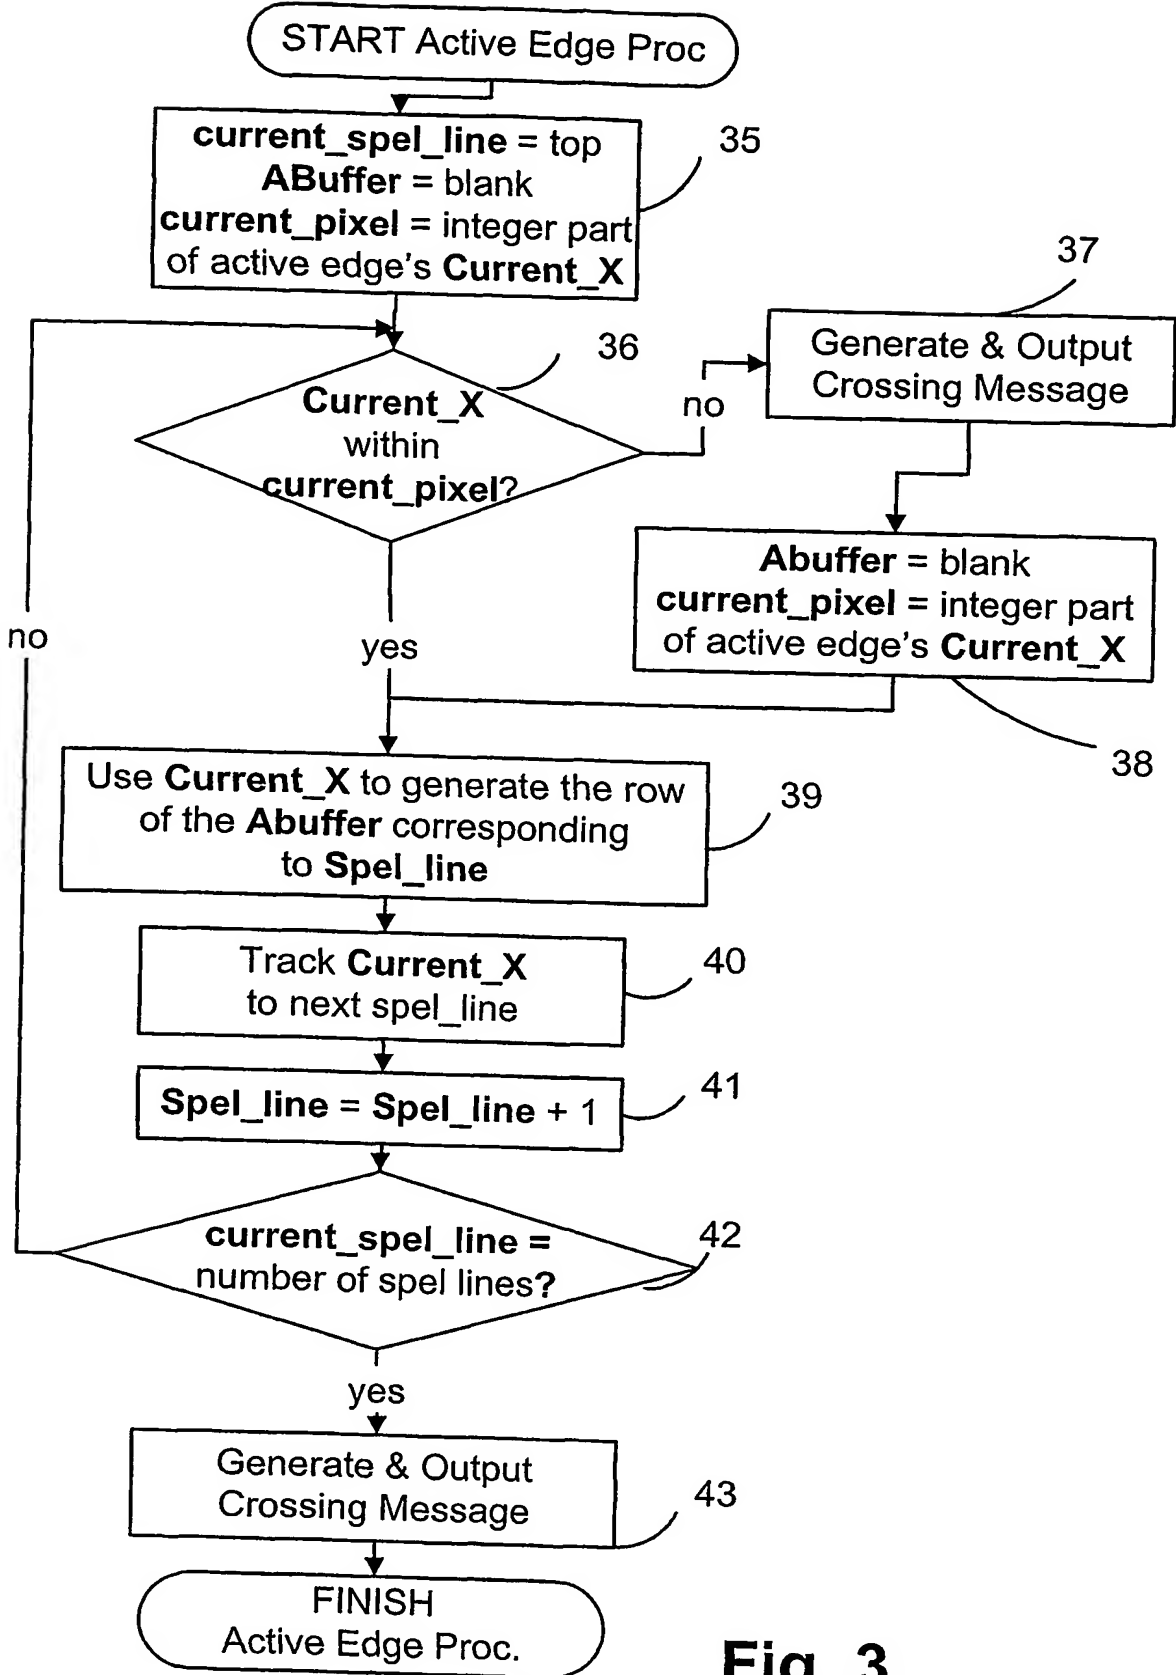 START Active Edge Proc
current_spel_line = top
ABuffer = blank
current_pixel = integer part
of active edge's Current_X
35
37
Generate & Output
Crossing Message
36
Current_X
within
current_pixel?
no
Abuffer = blank
current_pixel = integer part
of active edge's Current_X
38
no
yes
Use Current_X to generate the row
of the Abuffer corresponding
to Spel_line
39
Track Current_X
to next spel_line
40
Spel_line = Spel_line + 1
41
current_spel_line =
number of spel lines?
42
yes
Generate & Output
Crossing Message
43
FINISH
Active Edge Proc.
Fig. 3